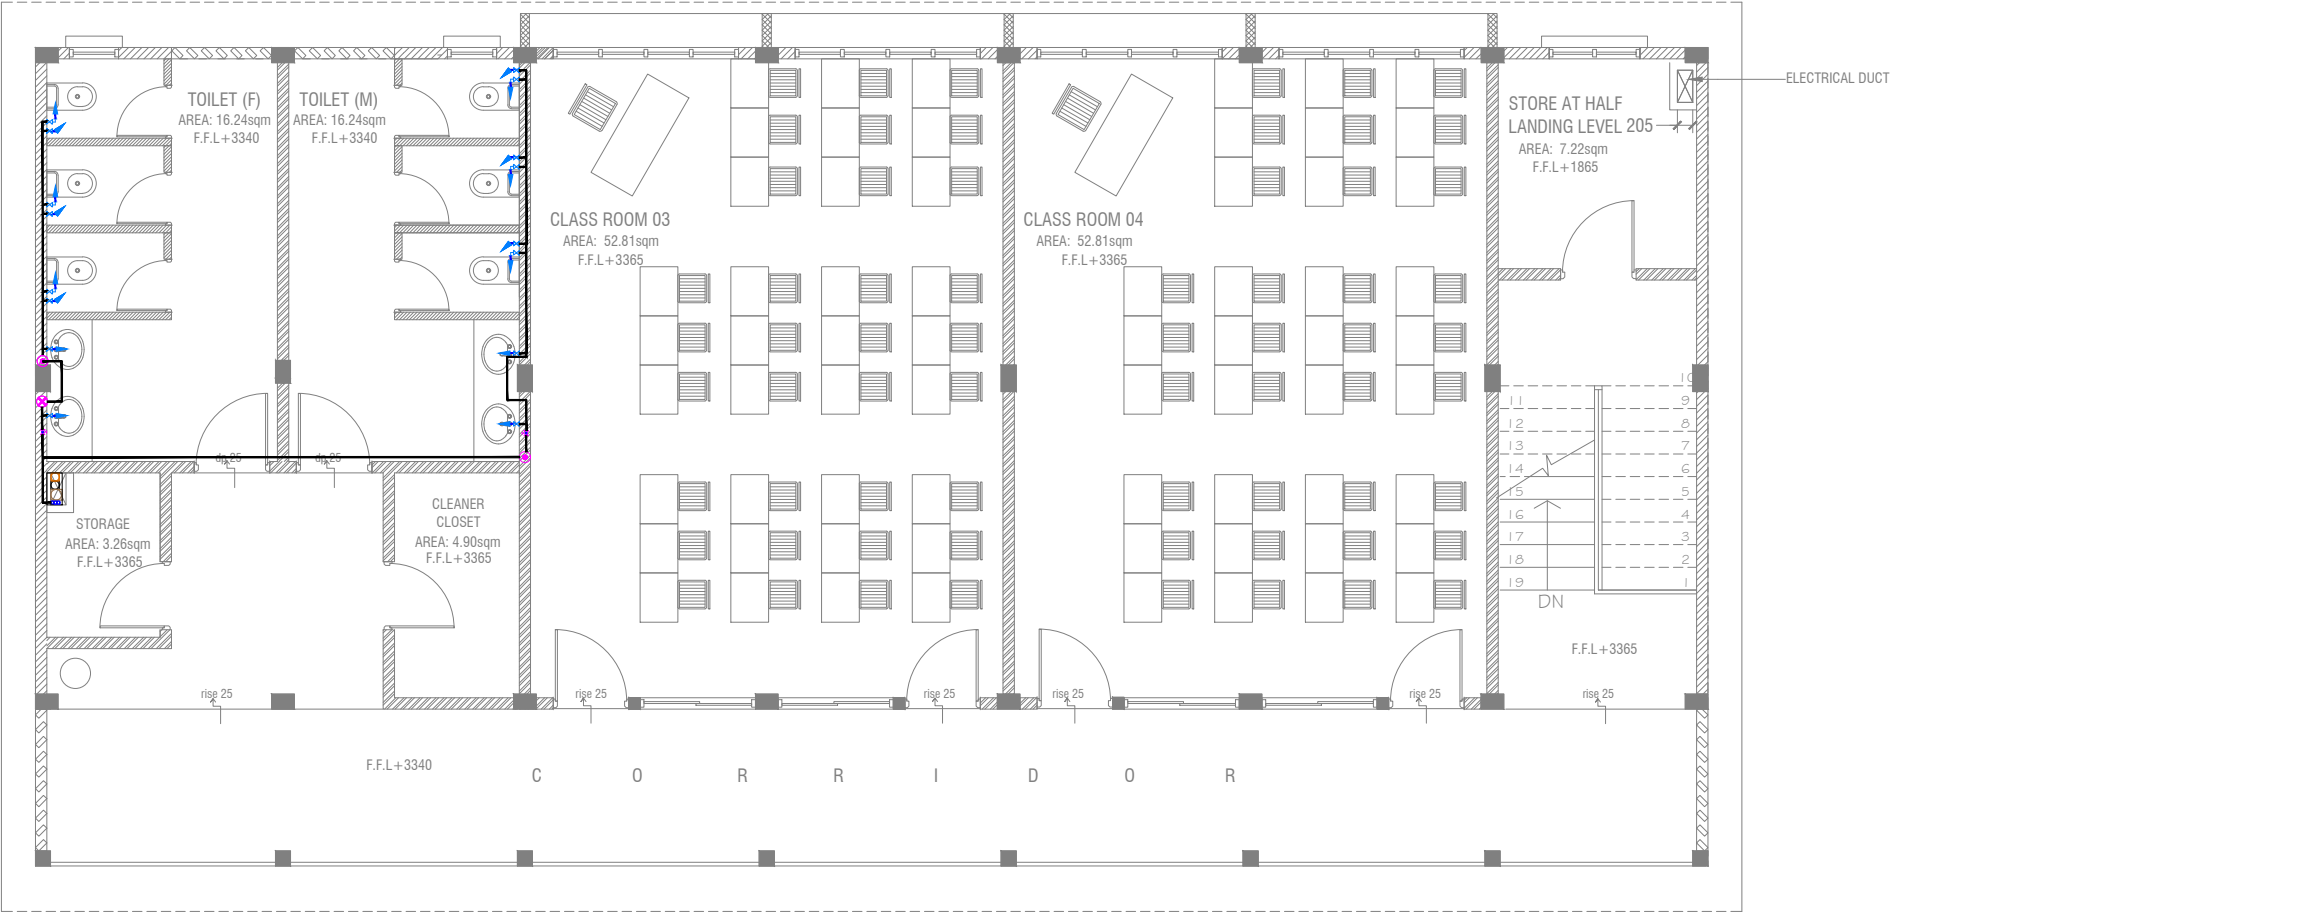 TOILET (F)
AREA: 16.24sqm
F.F.L+3340
TOILET (M)
AREA: 16.24sqm
F.F.L+3340
CLASS ROOM 03
AREA: 52.81sqm
F.F.L+3365
CLASS ROOM 04
AREA: 52.81sqm
F.F.L+3365
ELECTRICAL DUCT
STORE AT HALF
LANDING LEVEL 205
AREA: 7.22sqm
F.F.L+1865
10
11 9
12 8
13 7
14 6
15 5
16 4
17 3
18 2
19 1
DN
F.F.L+3365
dp 25
dp 25
STORAGE
AREA: 3.26sqm
F.F.L+3365
CLEANER
CLOSET
AREA: 4.90sqm
F.F.L+3365
rise 25
rise 25
rise 25
rise 25
rise 25
rise 25
F.F.L+3340
C O R R I D O R